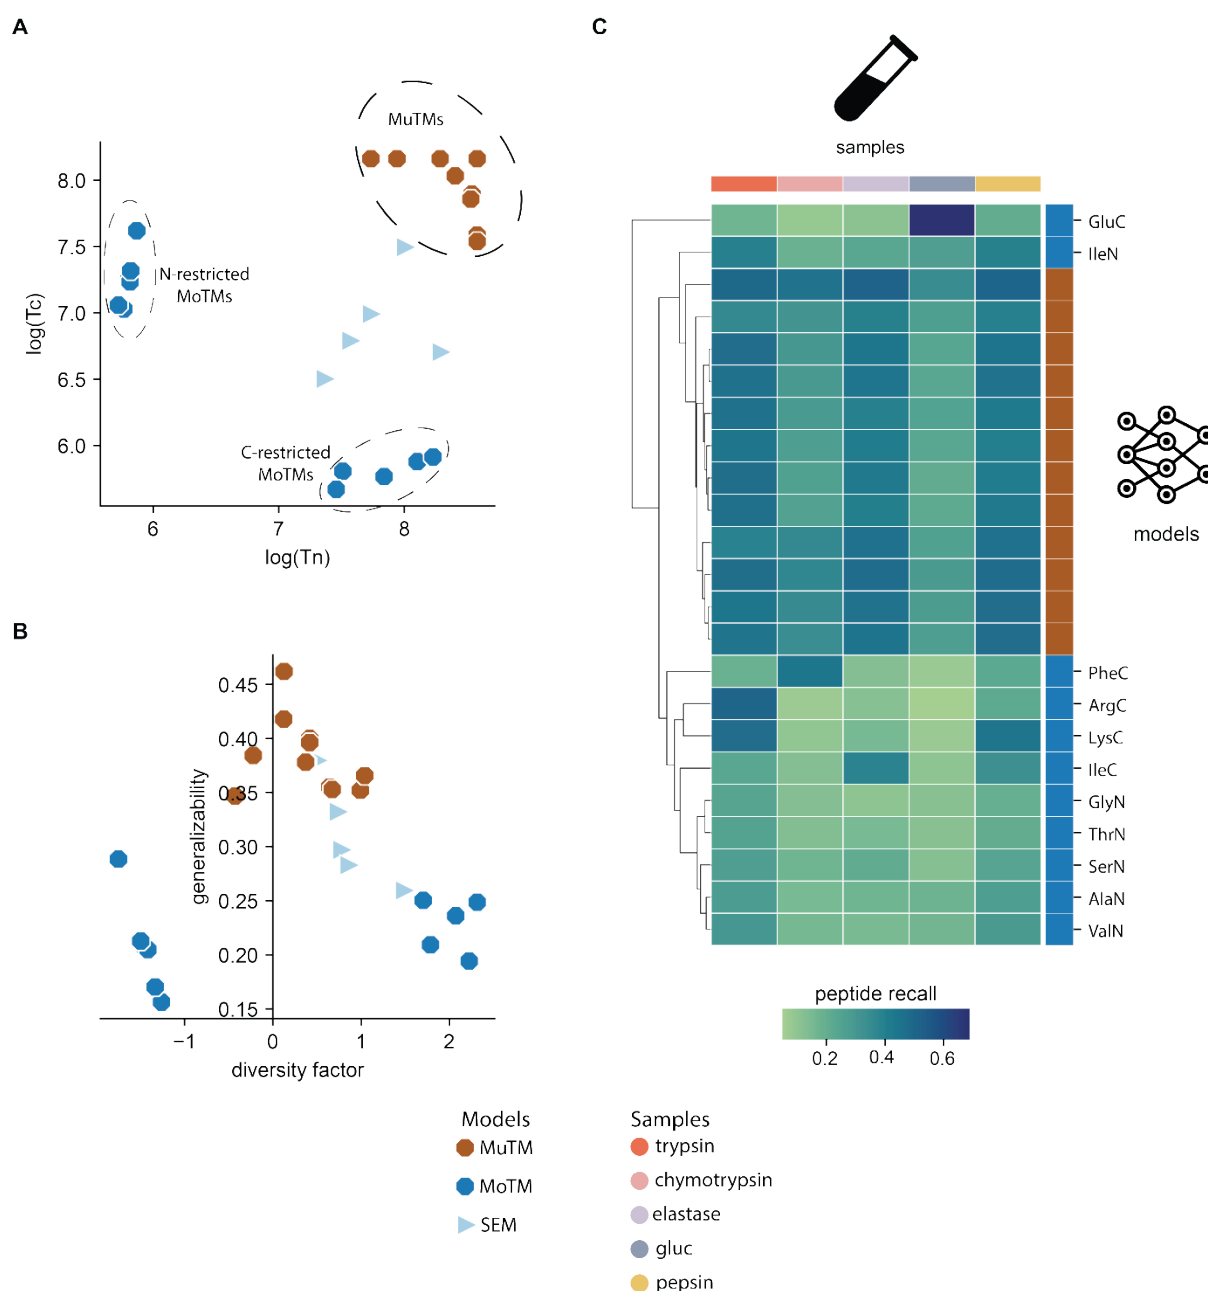 A
MuTMs
N-restricted
MoTMs
C-restricted
MoTMs
log(Tc)
8.0
7.5
7.0
6.5
6.0
6
7
8
log(Tn)
B
generalizability
0.45
0.40
0.35
0.30
0.25
0.20
0.15
−1
0
1
2
diversity factor
C
samples
GluC
IleN
PheC
ArgC
LysC
IleC
GlyN
ThrN
SerN
AlaN
ValN
models
peptide recall
0.2
0.4
0.6
Models
MuTM
MoTM
SEM
Samples
trypsin
chymotrypsin
elastase
gluc
pepsin